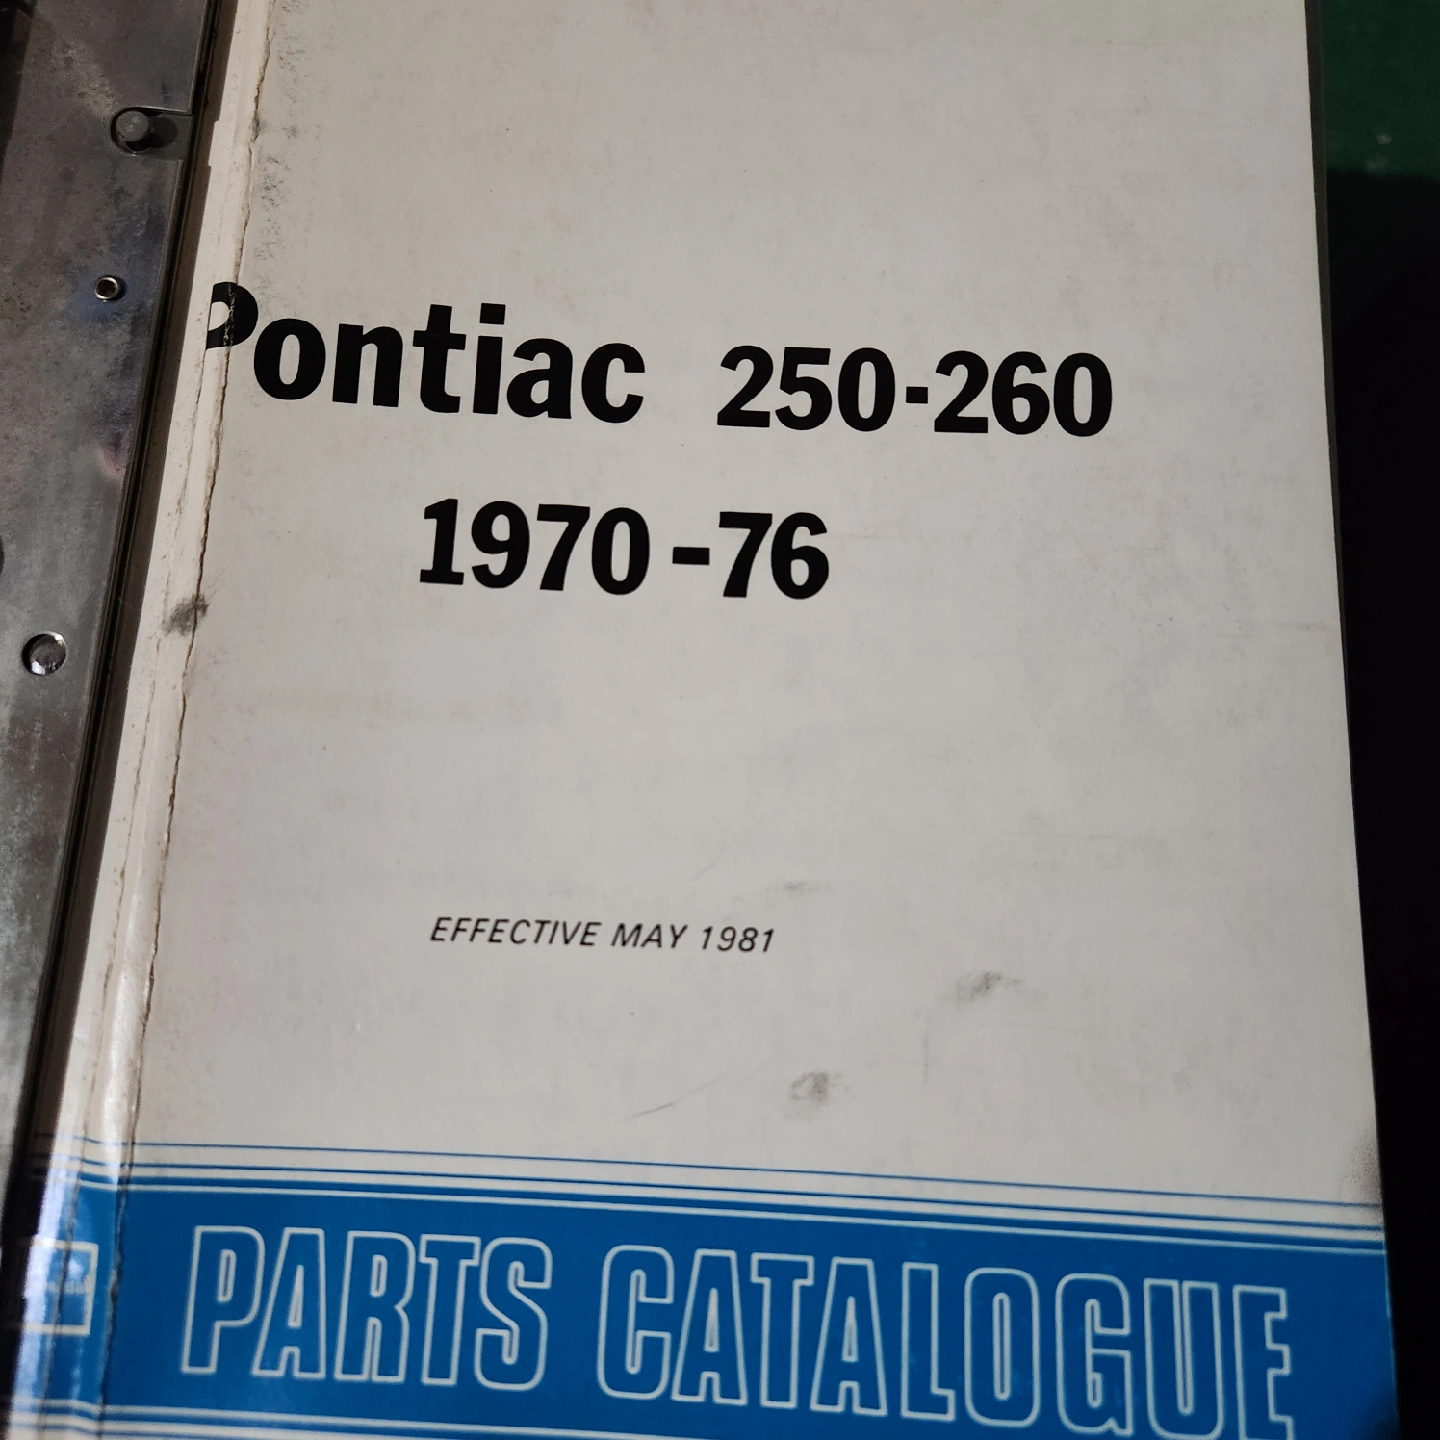 Pontiac 250-260
1970-76
EFFECTIVE MAY 1981
PARTS CATALOGUE